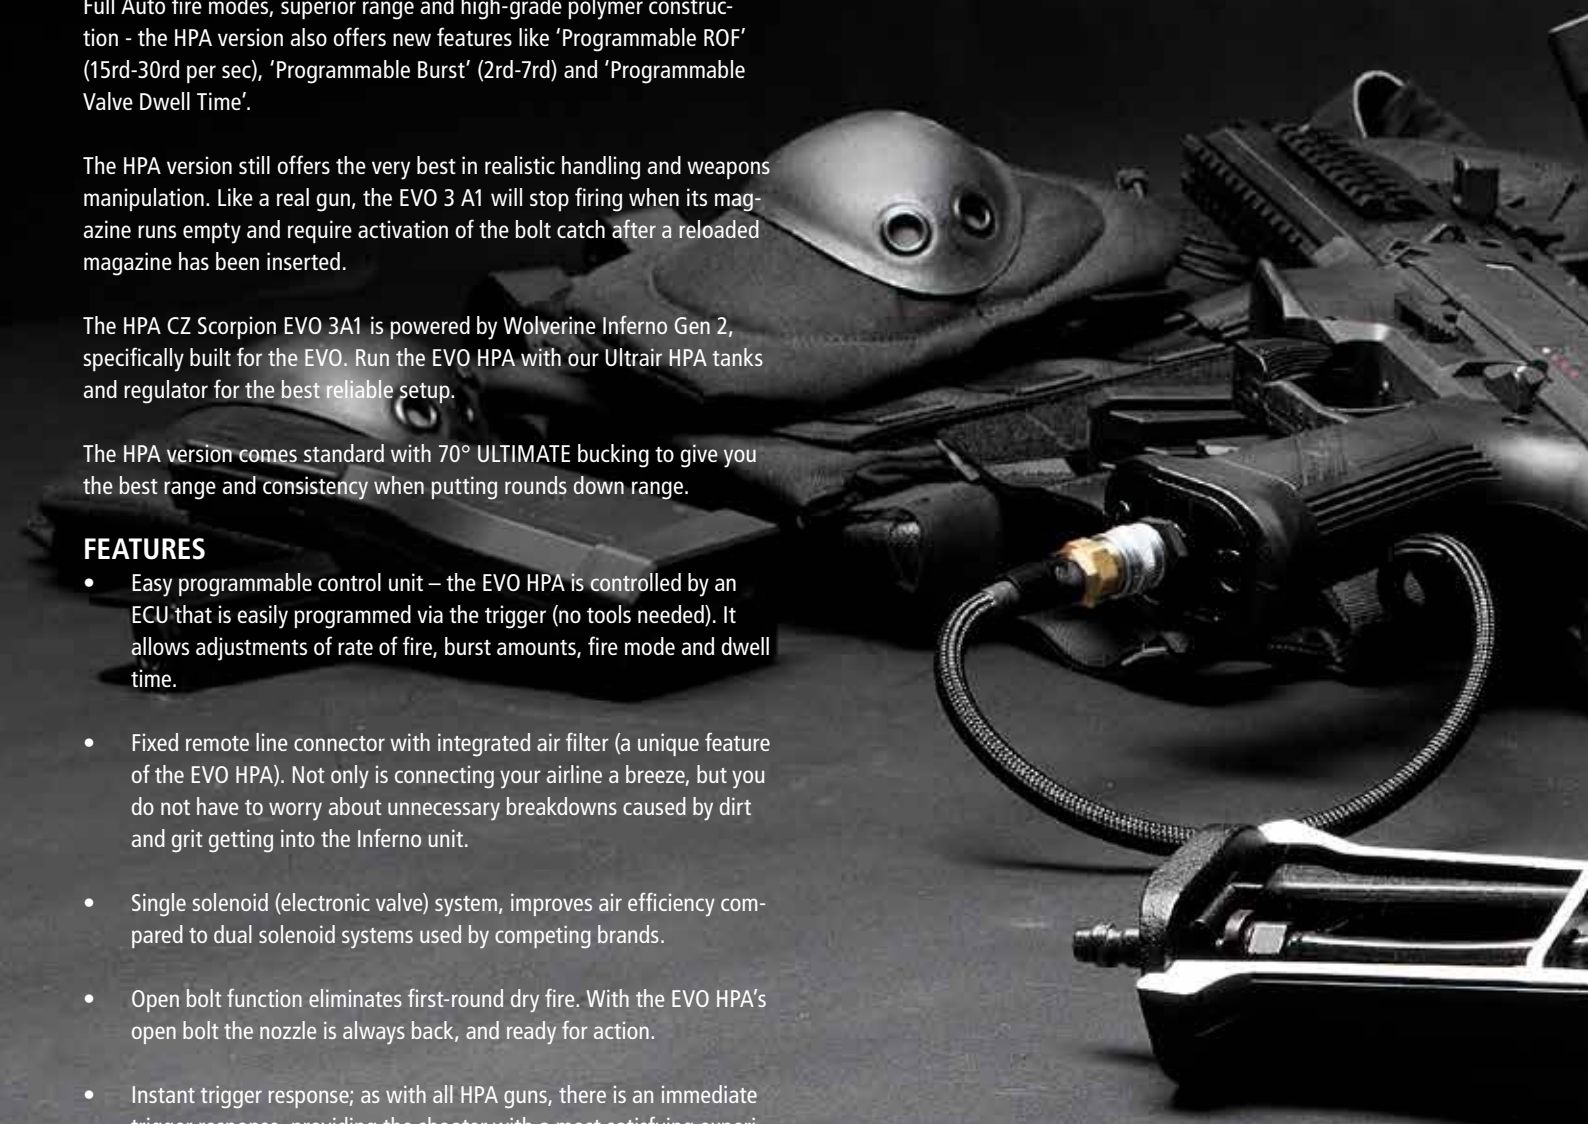 Full Auto fire modes, superior range and high-grade polymer construc-
tion - the HPA version also offers new features like ‘Programmable ROF’
(15rd-30rd per sec), ‘Programmable Burst’ (2rd-7rd) and ‘Programmable
Valve Dwell Time’.
The HPA version still offers the very best in realistic handling and weapons
manipulation. Like a real gun, the EVO 3 A1 will stop firing when its mag-
azine runs empty and require activation of the bolt catch after a reloaded
magazine has been inserted.
The HPA CZ Scorpion EVO 3A1 is powered by Wolverine Inferno Gen 2,
specifically built for the EVO. Run the EVO HPA with our Ultrair HPA tanks
and regulator for the best reliable setup.
The HPA version comes standard with 70° ULTIMATE bucking to give you
the best range and consistency when putting rounds down range.
FEATURES
• Easy programmable control unit – the EVO HPA is controlled by an
ECU that is easily programmed via the trigger (no tools needed). It
allows adjustments of rate of fire, burst amounts, fire mode and dwell
time.
• Fixed remote line connector with integrated air filter (a unique feature
of the EVO HPA). Not only is connecting your airline a breeze, but you
do not have to worry about unnecessary breakdowns caused by dirt
and grit getting into the Inferno unit.
• Single solenoid (electronic valve) system, improves air efficiency com-
pared to dual solenoid systems used by competing brands.
• Open bolt function eliminates first-round dry fire. With the EVO HPA’s
open bolt the nozzle is always back, and ready for action.
• Instant trigger response; as with all HPA guns, there is an immediate
trigger response, providing the shooter with a most satisfying experi-